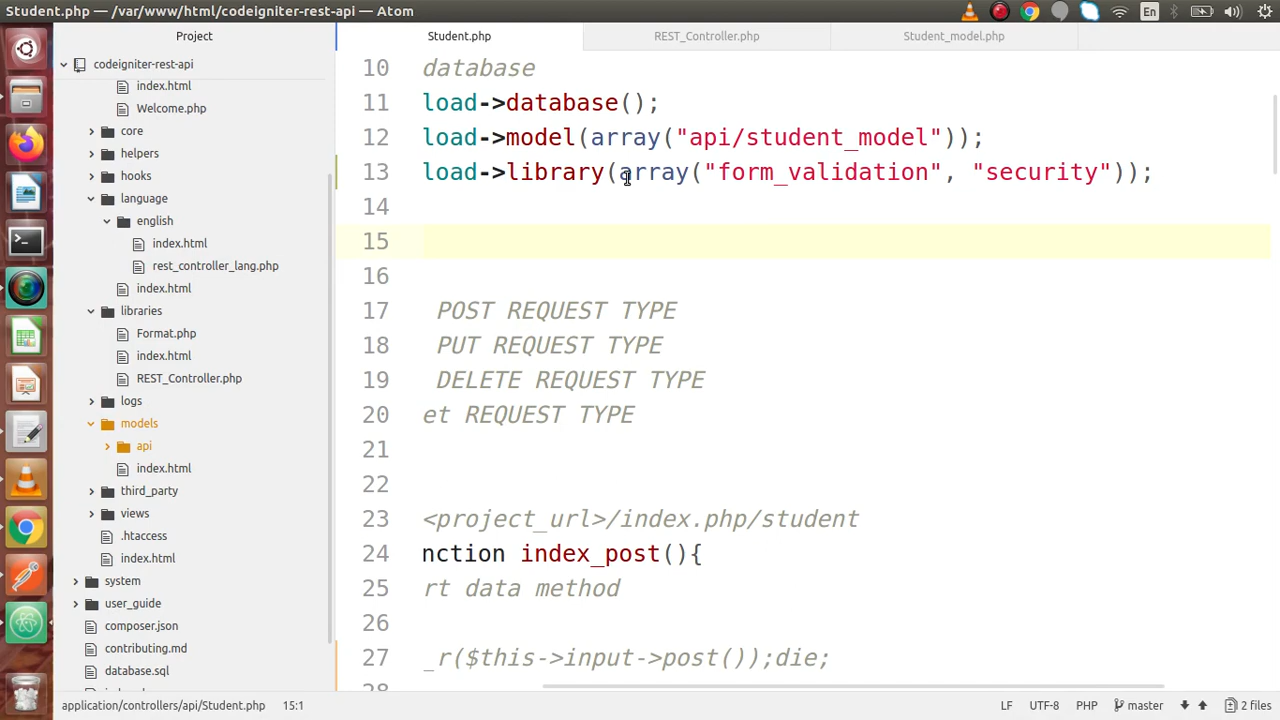 Student.php — /var/www/html/codeigniter-rest-api — Atom
En
Project
Student.php
REST_Controller.php
Student_model.php
codeigniter-rest-api
index.html
Welcome.php
core
helpers
hooks
language
english
index.html
rest_controller_lang.php
index.html
libraries
Format.php
index.html
REST_Controller.php
logs
models
api
index.html
third_party
views
.htaccess
index.html
system
user_guide
composer.json
contributing.md
database.sql
10 database
11 load->database();
12 load->model(array("api/student_model"));
13 load->library(array("form_validation", "security"));
14
15
16
17 POST REQUEST TYPE
18 PUT REQUEST TYPE
19 DELETE REQUEST TYPE
20 et REQUEST TYPE
21
22
23 <project_url>/index.php/student
24 nction index_post(){
25 rt data method
26
27 _r($this->input->post());die;
28
application/controllers/api/Student.php 15:1
LF UTF-8 PHP master 2 files